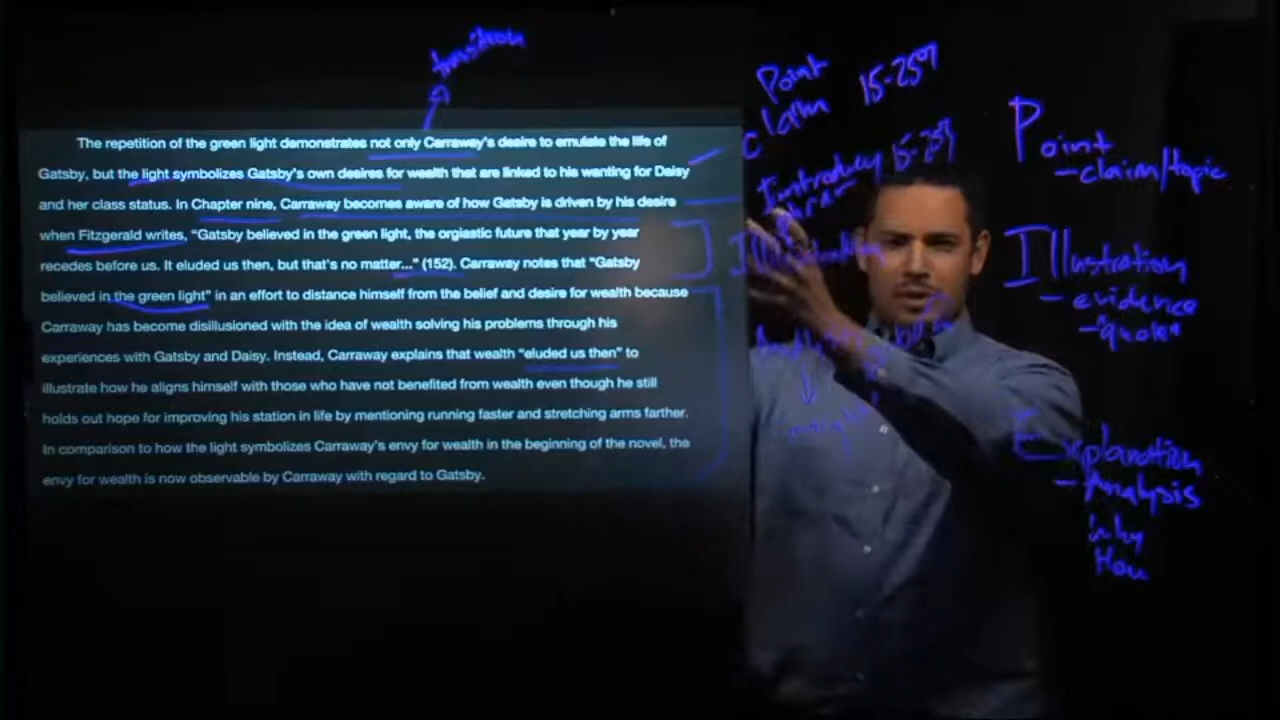 transition
The repetition of the green light demonstrates not only Carraway's desire to emulate the life of
Gatsby, but the light symbolizes Gatsby's own desires for wealth that are linked to his wanting for Daisy
and her class status. In Chapter nine, Carraway becomes aware of how Gatsby is driven by his desire
when Fitzgerald writes, “Gatsby believed in the green light, the orgiastic future that year by year
recedes before us. It eluded us then, but that's no matter...” (152). Carraway notes that “Gatsby
believed in the green light” in an effort to distance himself from the belief and desire for wealth because
Carraway has become disillusioned with the idea of wealth solving his problems through his
experiences with Gatsby and Daisy. Instead, Carraway explains that wealth “eluded us then” to
illustrate how he aligns himself with those who have not benefited from wealth even though he still
holds out hope for improving his station in life by mentioning running faster and stretching arms farther.
In comparison to how the light symbolizes Carraway's envy for wealth in the beginning of the novel, the
envy for wealth is now observable by Carraway with regard to Gatsby.
Point
Claim 15-25%
15-25%
Point
- claim/topic
Illustration
- evidence
- "quote"
Explanation
- Analysis
why
How